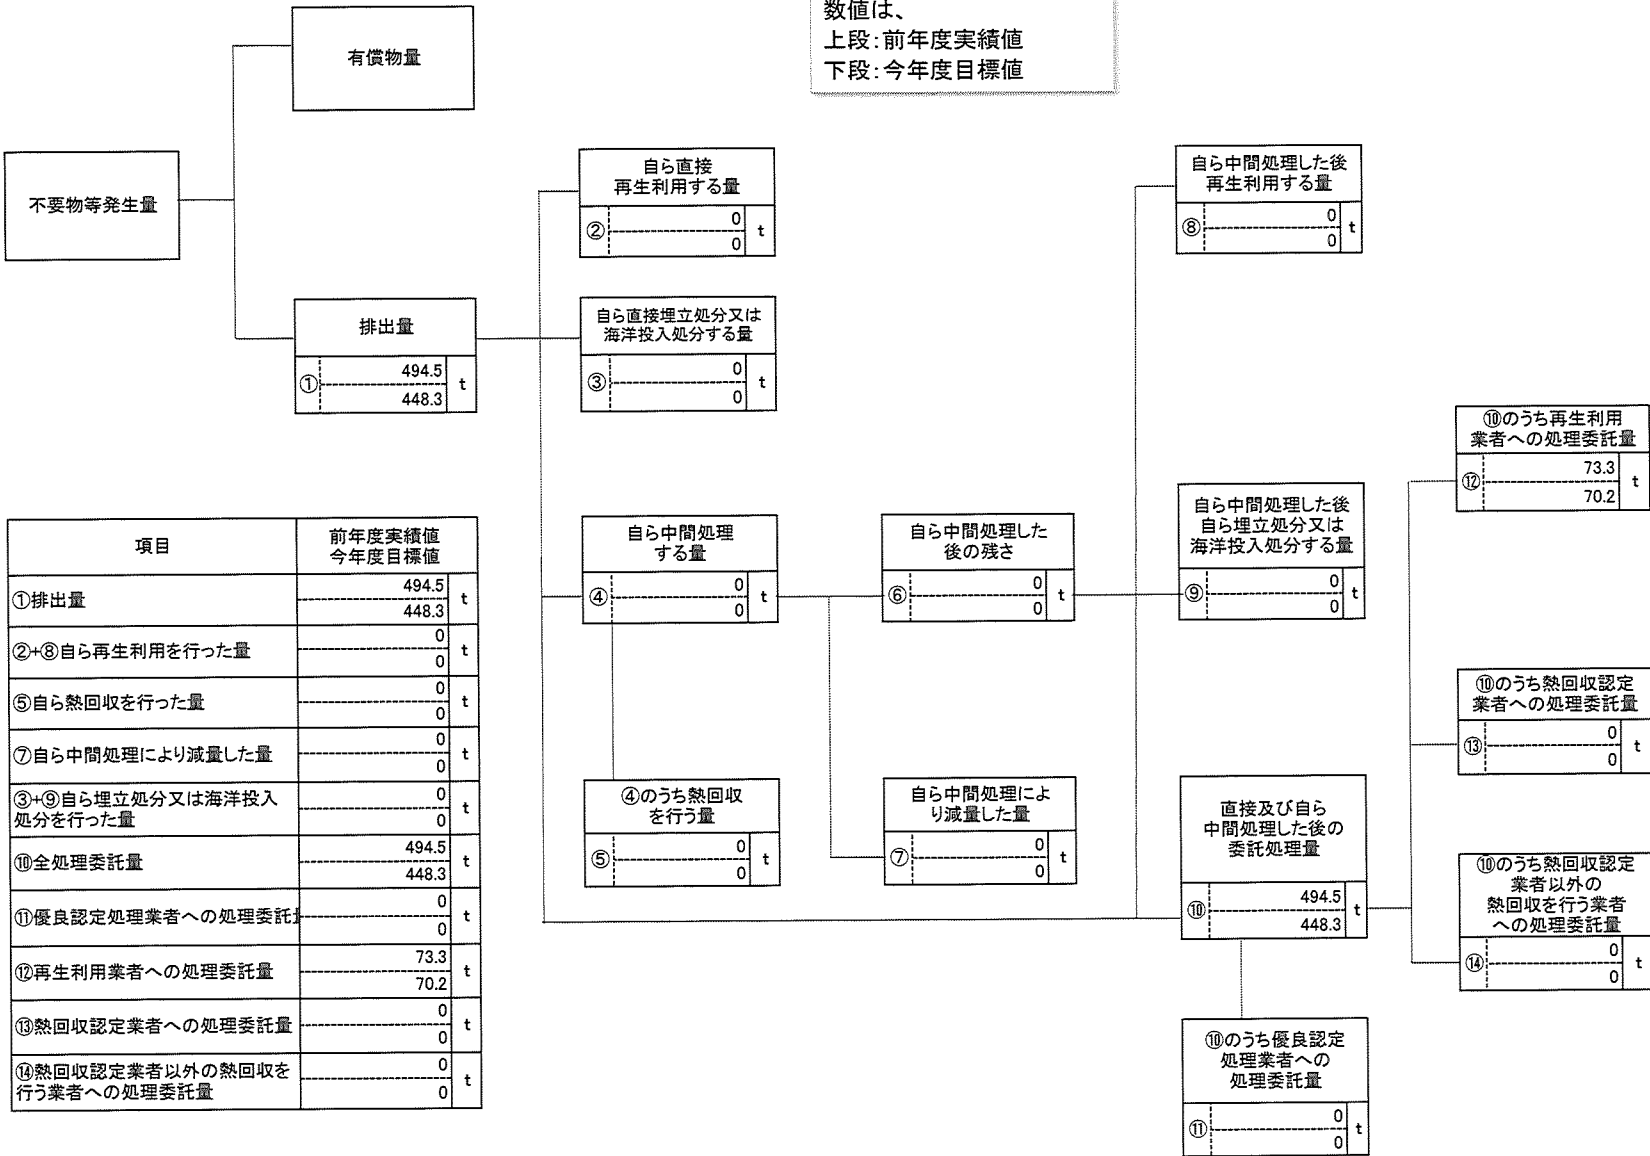 数値は、
上段：前年度実績値
下段：今年度目標値
有償物量
不要物等発生量
排出量
①
494.5
448.3
t
自ら直接
再生利用する量
②
0
0
t
自ら直接埋立処分又は
海洋投入処分する量
③
0
0
t
自ら中間処理
する量
④
0
0
t
④のうち熱回収
を行う量
⑤
0
0
t
自ら中間処理した
後の残さ
⑥
0
0
t
自ら中間処理によ
り減量した量
⑦
0
0
t
自ら中間処理した後
再生利用する量
⑧
0
0
t
自ら中間処理した後
自ら埋立処分又は
海洋投入処分する量
⑨
0
0
t
直接及び自ら
中間処理した後の
委託処理量
⑩
494.5
448.3
t
⑩のうち優良認定
処理業者への
処理委託量
⑪
0
0
t
⑩のうち再生利用
業者への処理委託量
⑫
73.3
70.2
t
⑩のうち熱回収認定
業者への処理委託量
⑬
0
0
t
⑩のうち熱回収認定
業者以外の
熱回収を行う業者
への処理委託量
⑭
0
0
t
項目
前年度実績値
今年度目標値
①排出量
494.5
448.3
t
②+⑧自ら再生利用を行った量
0
0
t
⑤自ら熱回収を行った量
0
0
t
⑦自ら中間処理により減量した量
0
0
t
③+⑨自ら埋立処分又は海洋投入
処分を行った量
0
0
t
⑩全処理委託量
494.5
448.3
t
⑪優良認定処理業者への処理委託
0
0
t
⑫再生利用業者への処理委託量
73.3
70.2
t
⑬熱回収認定業者への処理委託量
0
0
t
⑭熱回収認定業者以外の熱回収を
行う業者への処理委託量
0
0
t